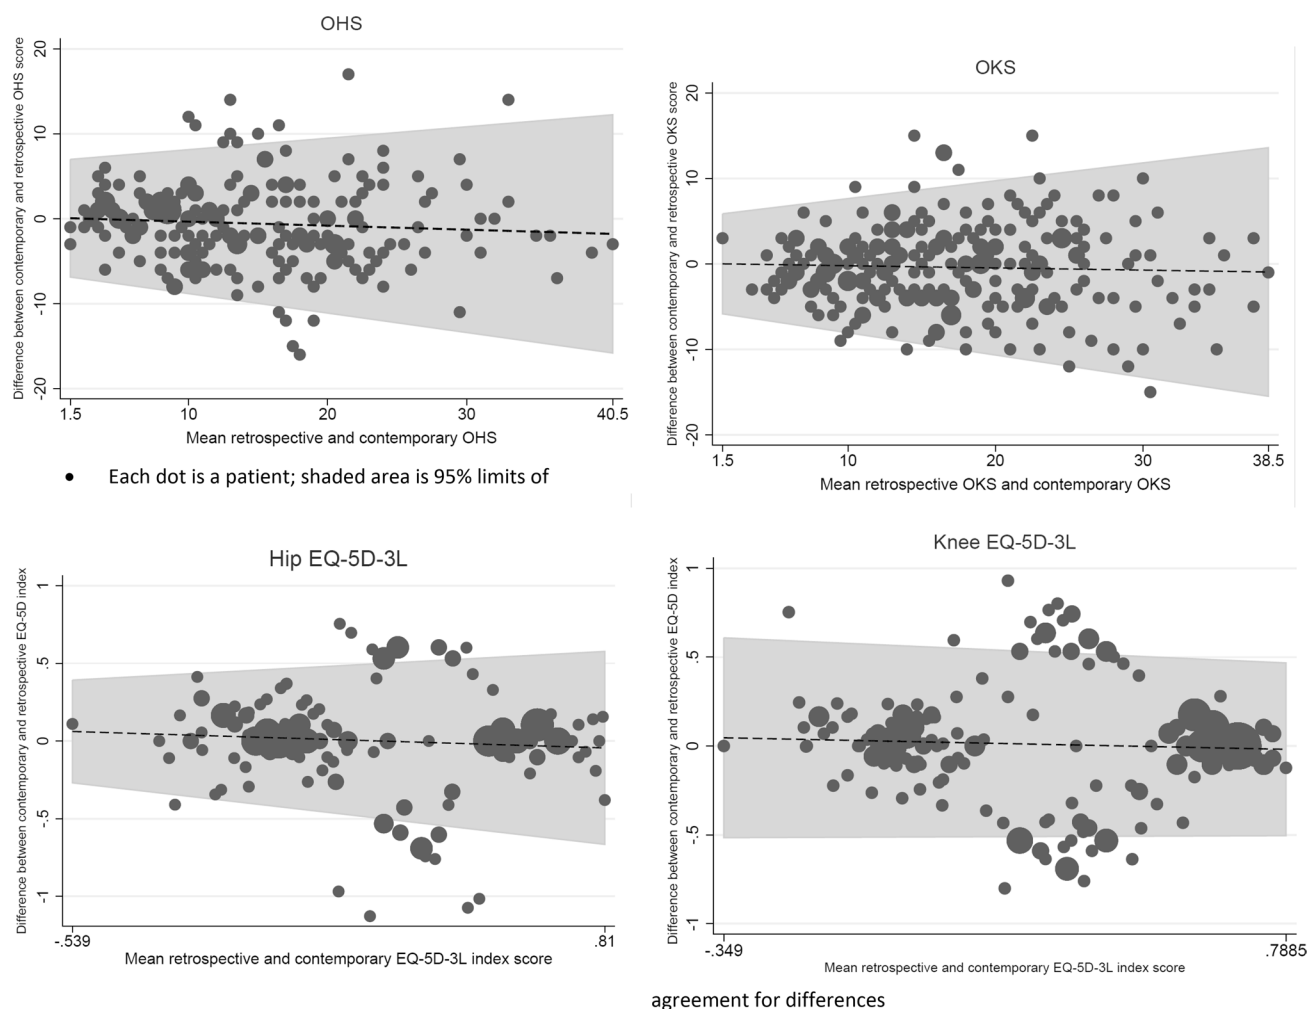 OHS
Difference between contemporary and retrospective OHS score
20
10
0
-10
-20
1.5
10
20
30
40.5
Mean retrospective and contemporary OHS
OKS
Difference between contemporary and retrospective OKS score
20
10
0
-10
-20
1.5
10
20
30
38.5
Mean retrospective OKS and contemporary OKS
• Each dot is a patient; shaded area is 95% limits of
Hip EQ-5D-3L
Difference between contemporary and retrospective EQ-5D index
1
.5
0
-.5
-1
-.539
.81
Mean retrospective and contemporary EQ-5D-3L index score
Knee EQ-5D-3L
Difference between contemporary and retrospective EQ-5D index
1
.5
0
-.5
-1
-.349
.7885
Mean retrospective and contemporary EQ-5D-3L index score
agreement for differences